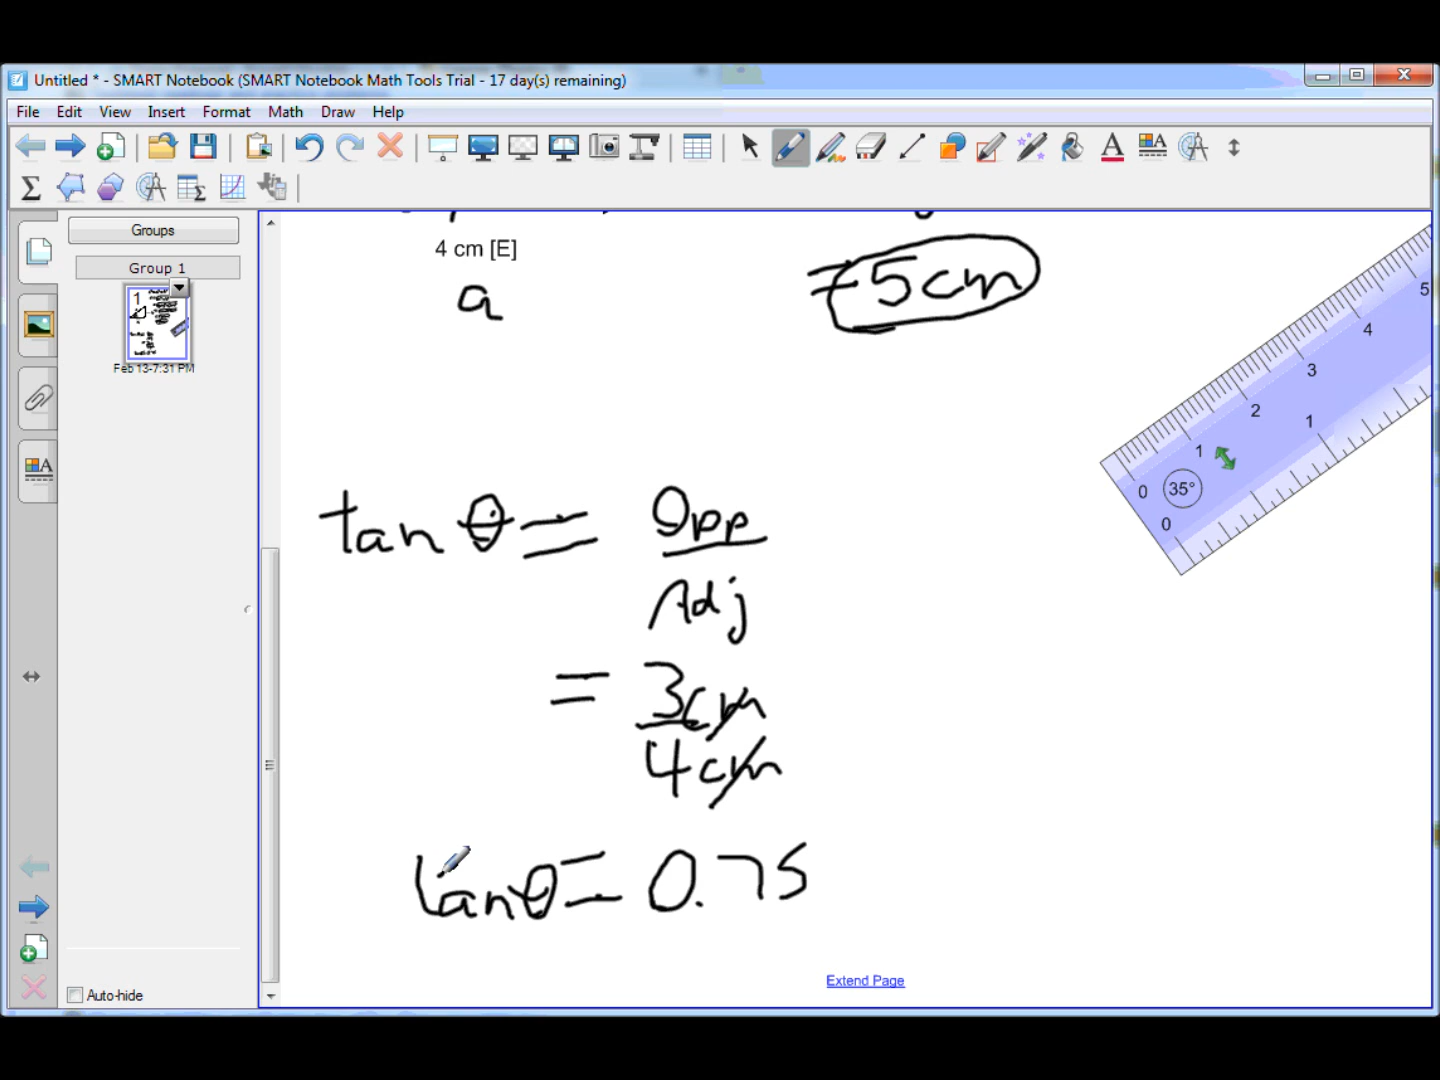 Untitled * - SMART Notebook (SMART Notebook Math Tools Trial - 17 day(s) remaining)
File Edit View Insert Format Math Draw Help
Groups
Group 1
1
Feb 13-7:31 PM
4 cm [E]
a
= 5cm
5
4
3
2
1
1
0
35°
0
tan θ = Opp
Adj
= 3cm
4cm
tanθ = 0.75
Extend Page
Auto-hide